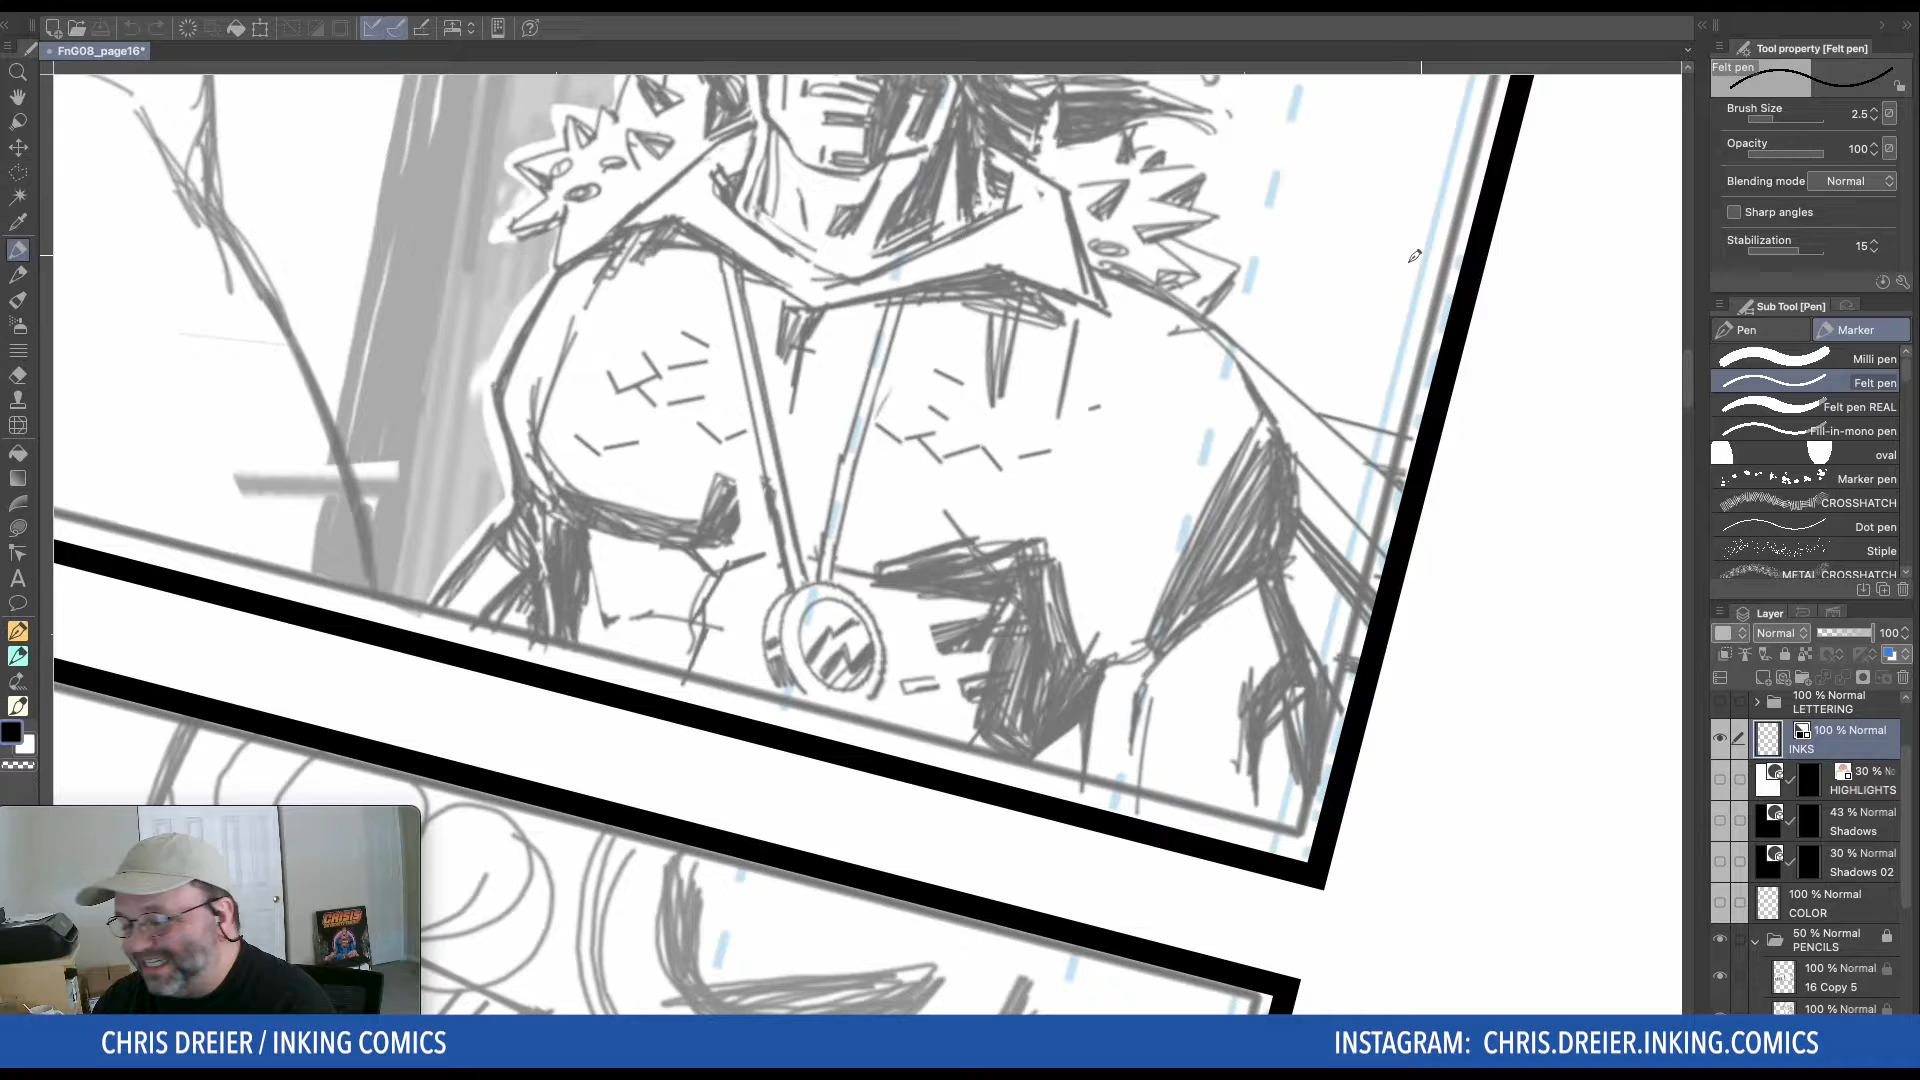 FnG08_page16*
Tool property [Felt pen]
Felt pen
Brush Size 2.5
Opacity 100
Blending mode Normal
Sharp angles
Stabilization 15
Sub Tool [Pen]
Pen Marker
Milli pen
Felt pen
Felt pen REAL
Fill-in-mono pen
oval
Marker pen
CROSSHATCH
Dot pen
Stiple
METAL CROSSHATCH
Layer
Normal 100
100 % Normal
LETTERING
100 % Normal
INKS
30 % No
HIGHLIGHTS
43 % Normal
Shadows
30 % Normal
Shadows 02
100 % Normal
COLOR
50 % Normal
PENCILS
100 % Normal
16 Copy 5
100 % Normal
CRISIS
CHRIS DREIER / INKING COMICS
INSTAGRAM: CHRIS.DREIER.INKING.COMICS